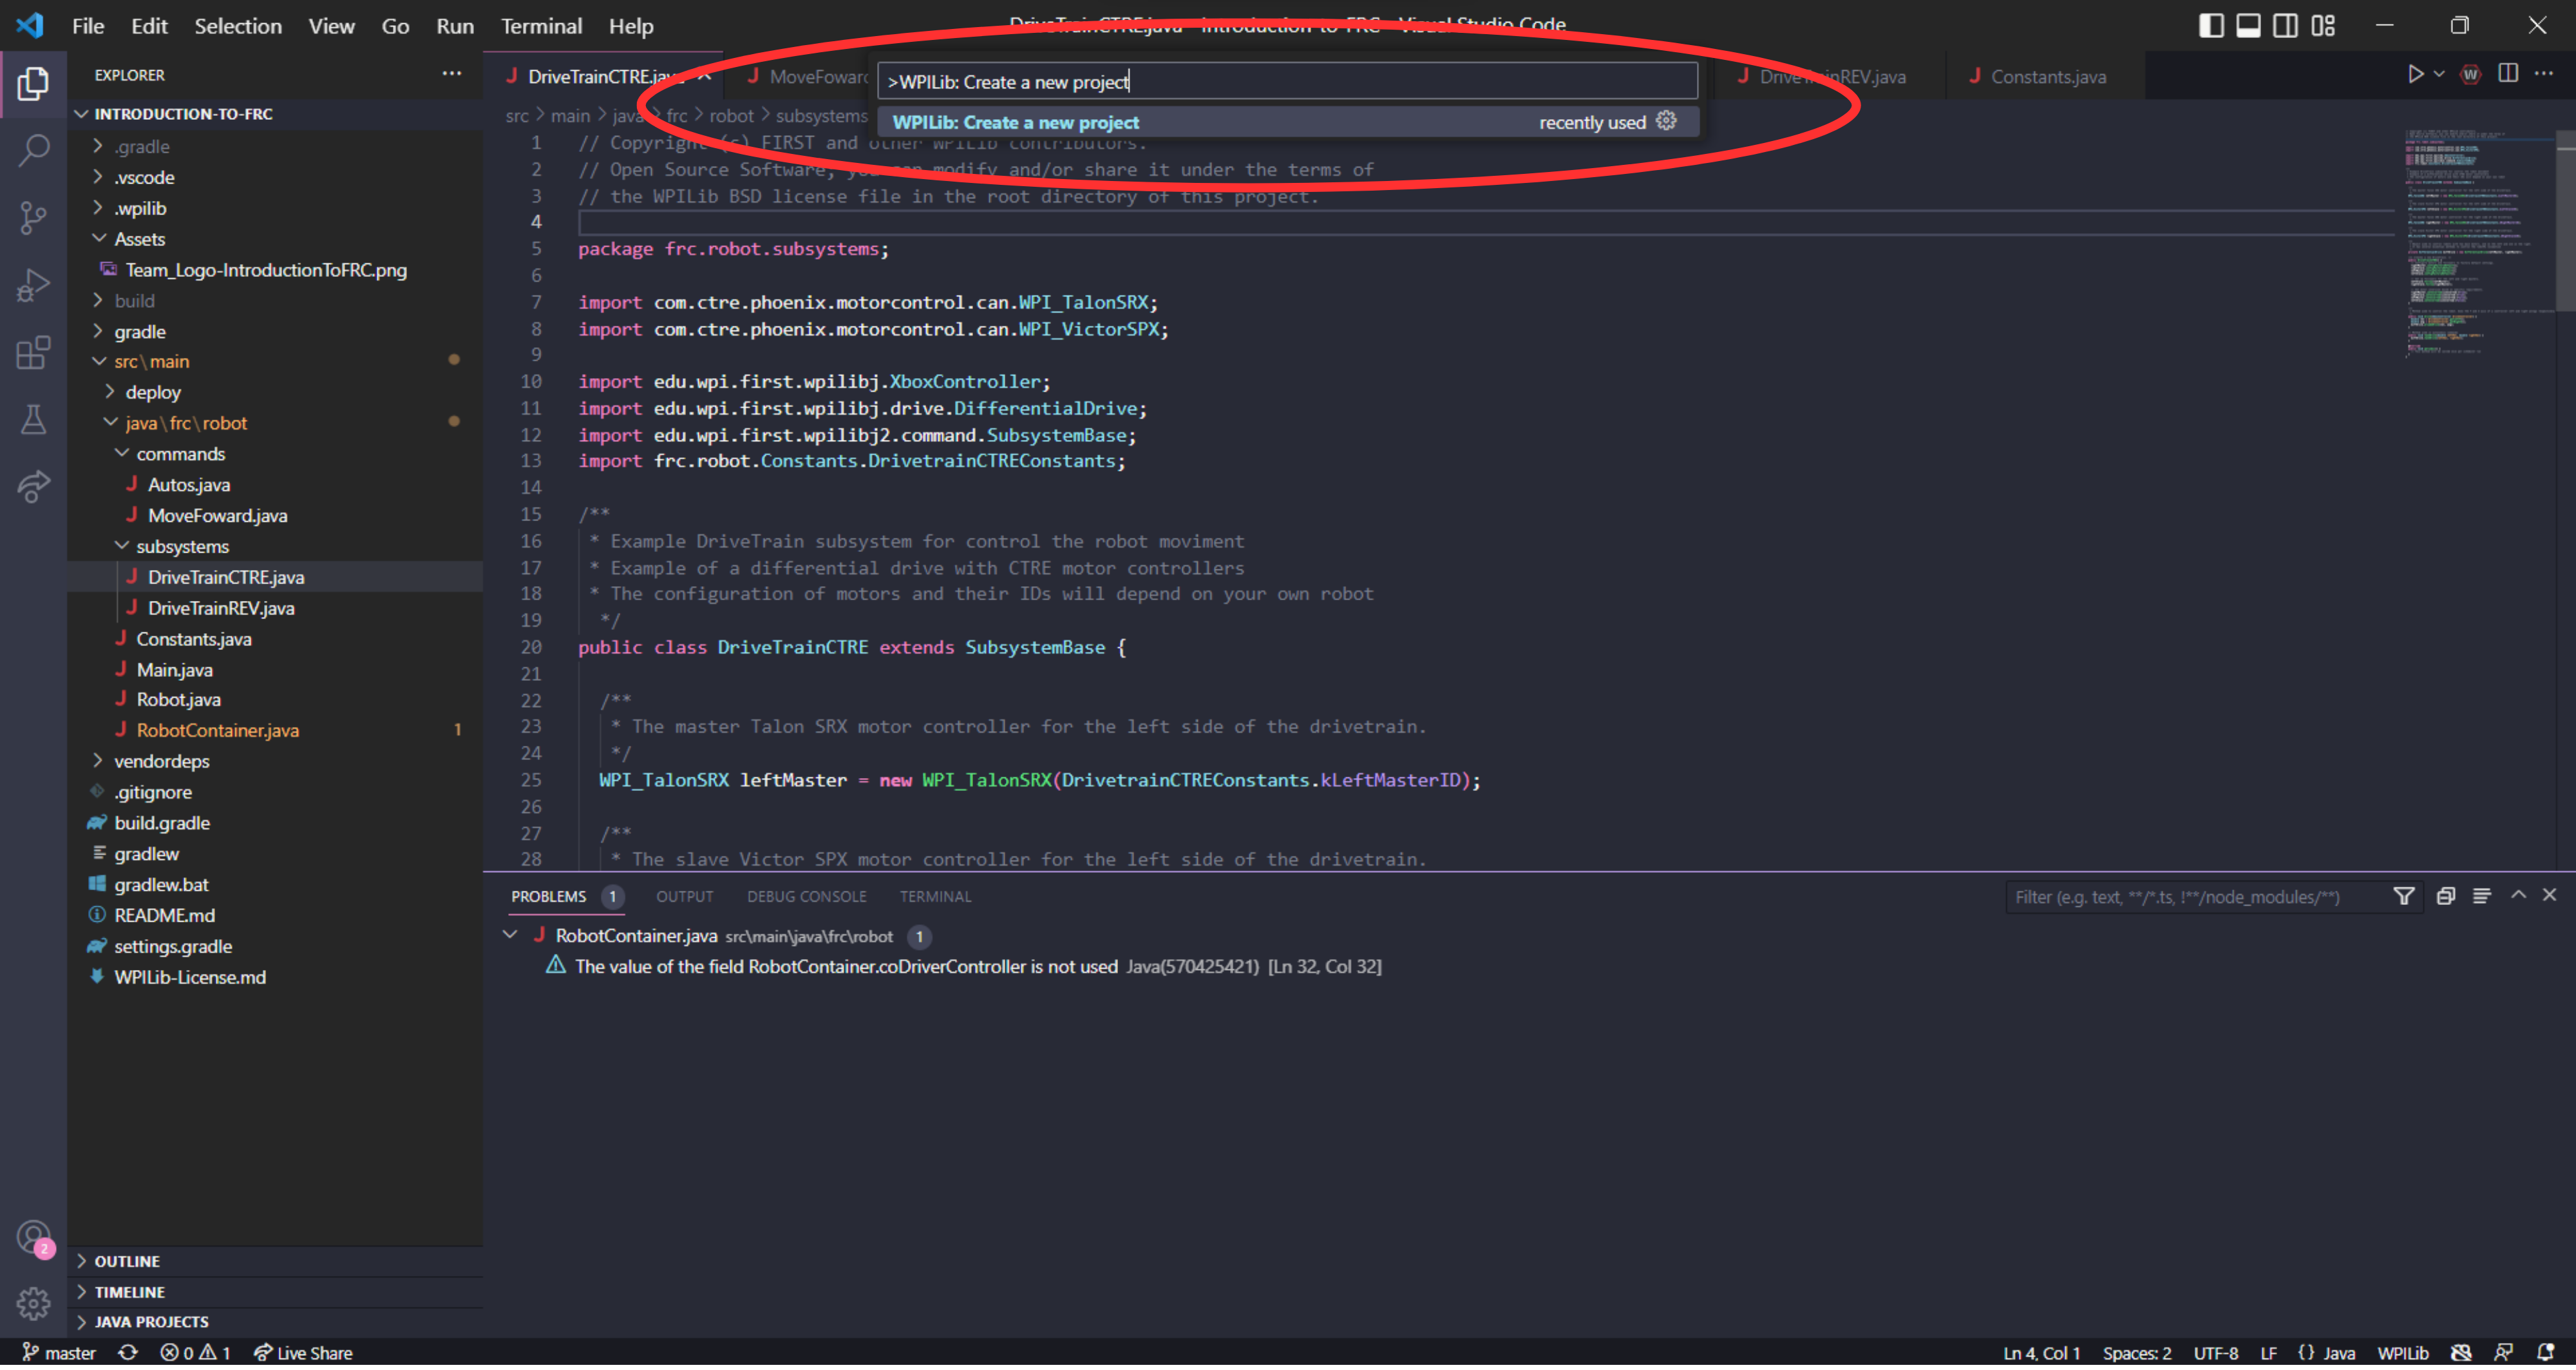 File Edit Selection View Go Run Terminal Help
EXPLORER
INTRODUCTION-TO-FRC
.gradle
.vscode
.wpilib
Assets
Team_Logo-IntroductionToFRC.png
build
gradle
src\main
deploy
java\frc\robot
commands
Autos.java
MoveFoward.java
subsystems
DriveTrainCTRE.java
DriveTrainREV.java
Constants.java
Main.java
Robot.java
RobotContainer.java 1
vendordeps
.gitignore
build.gradle
gradlew
gradlew.bat
README.md
settings.gradle
WPILib-License.md
OUTLINE
TIMELINE
JAVA PROJECTS
2
DriveTrainCTRE.java MoveFoward DriveTrainREV.java Constants.java
>WPILib: Create a new project
WPILib: Create a new project recently used
src > main > java > frc > robot > subsystems
1 // Copyright (c) FIRST and other WPILib contributors.
2 // Open Source Software; you can modify and/or share it under the terms of
3 // the WPILib BSD license file in the root directory of this project.
4
5 package frc.robot.subsystems;
6
7 import com.ctre.phoenix.motorcontrol.can.WPI_TalonSRX;
8 import com.ctre.phoenix.motorcontrol.can.WPI_VictorSPX;
9
10 import edu.wpi.first.wpilibj.XboxController;
11 import edu.wpi.first.wpilibj.drive.DifferentialDrive;
12 import edu.wpi.first.wpilibj2.command.SubsystemBase;
13 import frc.robot.Constants.DrivetrainCTREConstants;
14
15 /**
16 * Example DriveTrain subsystem for control the robot moviment
17 * Example of a differential drive with CTRE motor controllers
18 * The configuration of motors and their IDs will depend on your own robot
19 */
20 public class DriveTrainCTRE extends SubsystemBase {
21
22 /**
23 * The master Talon SRX motor controller for the left side of the drivetrain.
24 */
25 WPI_TalonSRX leftMaster = new WPI_TalonSRX(DrivetrainCTREConstants.kLeftMasterID);
26
27 /**
28 * The slave Victor SPX motor controller for the left side of the drivetrain.
PROBLEMS 1 OUTPUT DEBUG CONSOLE TERMINAL Filter (e.g. text, **/*.ts, !**/node_modules/**)
RobotContainer.java src\main\java\frc\robot 1
The value of the field RobotContainer.coDriverController is not used Java(570425421) [Ln 32, Col 32]
master 0 1 Live Share Ln 4, Col 1 Spaces: 2 UTF-8 LF {} Java WPILib